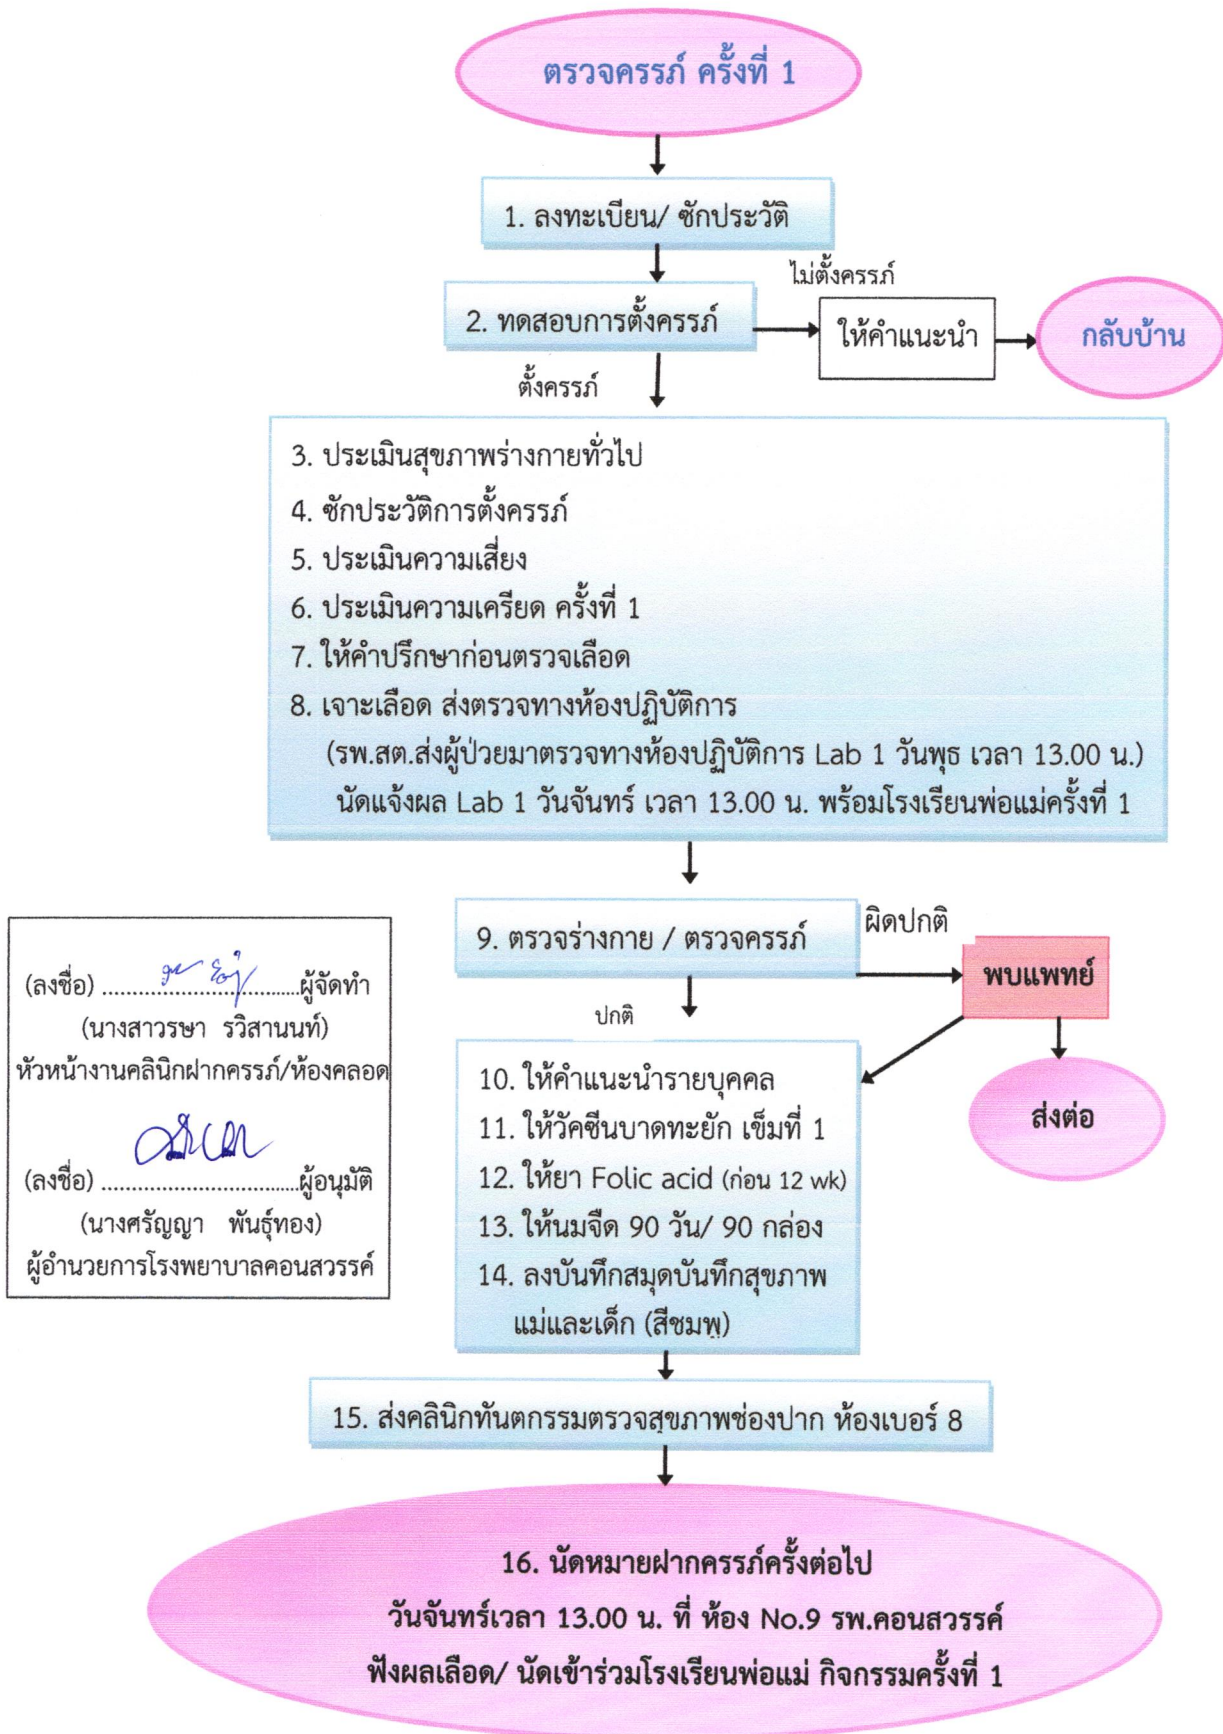 ตรวจครรภ์ ครั้งที่ 1
1. ลงทะเบียน/ ซักประวัติ
2. ทดสอบการตั้งครรภ์
ไม่ตั้งครรภ์
ให้คำแนะนำ
กลับบ้าน
ตั้งครรภ์
3. ประเมินสุขภาพร่างกายทั่วไป
4. ซักประวัติการตั้งครรภ์
5. ประเมินความเสี่ยง
6. ประเมินความเครียด ครั้งที่ 1
7. ให้คำปรึกษาก่อนตรวจเลือด
8. เจาะเลือด ส่งตรวจทางห้องปฏิบัติการ
(รพ.สต.ส่งผู้ป่วยมาตรวจทางห้องปฏิบัติการ Lab 1 วันพุธ เวลา 13.00 น.)
นัดแจ้งผล Lab 1 วันจันทร์ เวลา 13.00 น. พร้อมโรงเรียนพ่อแม่ครั้งที่ 1
9. ตรวจร่างกาย / ตรวจครรภ์
ผิดปกติ
พบแพทย์
ส่งต่อ
ปกติ
10. ให้คำแนะนำรายบุคคล
11. ให้วัคซีนบาดทะยัก เข็มที่ 1
12. ให้ยา Folic acid (ก่อน 12 wk)
13. ให้นมจืด 90 วัน/ 90 กล่อง
14. ลงบันทึกสมุดบันทึกสุขภาพ
แม่และเด็ก (สีชมพู)
(ลงชื่อ) ..............................ผู้จัดทำ
(นางสาวรษา รวิสานนท์)
หัวหน้างานคลินิกฝากครรภ์/ห้องคลอด
(ลงชื่อ) ..............................ผู้อนุมัติ
(นางศรัญญา พันธุ์ทอง)
ผู้อำนวยการโรงพยาบาลคอนสวรรค์
15. ส่งคลินิกทันตกรรมตรวจสุขภาพช่องปาก ห้องเบอร์ 8
16. นัดหมายฝากครรภ์ครั้งต่อไป
วันจันทร์เวลา 13.00 น. ที่ ห้อง No.9 รพ.คอนสวรรค์
ฟังผลเลือด/ นัดเข้าร่วมโรงเรียนพ่อแม่ กิจกรรมครั้งที่ 1